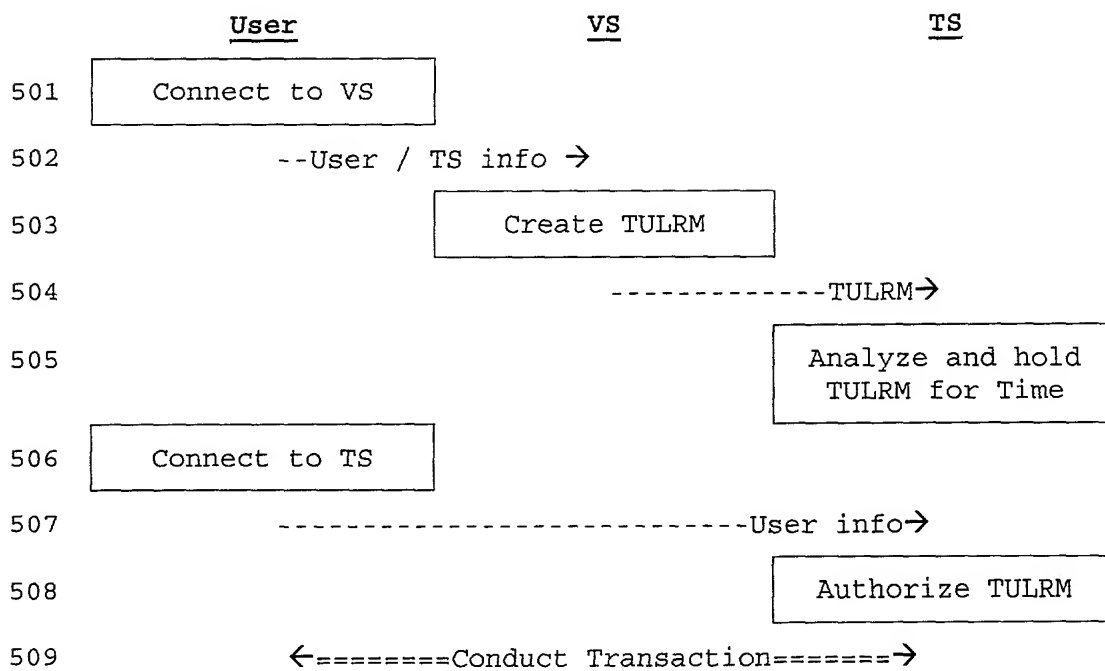 User VS TS
501 Connect to VS
502 --User / TS info →
503 Create TULRM
504 -------------TULRM→
505 Analyze and hold
TULRM for Time
506 Connect to TS
507 ----------------------------User info→
508 Authorize TULRM
509 ←=========Conduct Transaction=======→